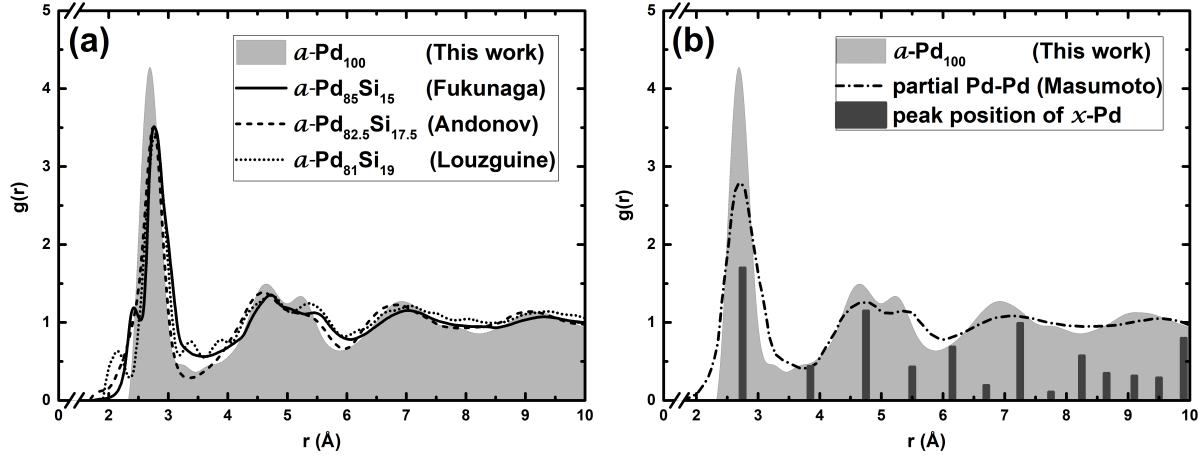 (a)
a-Pd100 (This work)
a-Pd85Si15 (Fukunaga)
a-Pd82.5Si17.5 (Andonov)
a-Pd81Si19 (Louzguine)
g(r)
5
4
3
2
1
0
0 2 3 4 5 6 7 8 9 10
r (Å)
(b)
a-Pd100 (This work)
partial Pd-Pd (Masumoto)
peak position of x-Pd
g(r)
5
4
3
2
1
0
0 2 3 4 5 6 7 8 9 10
r (Å)